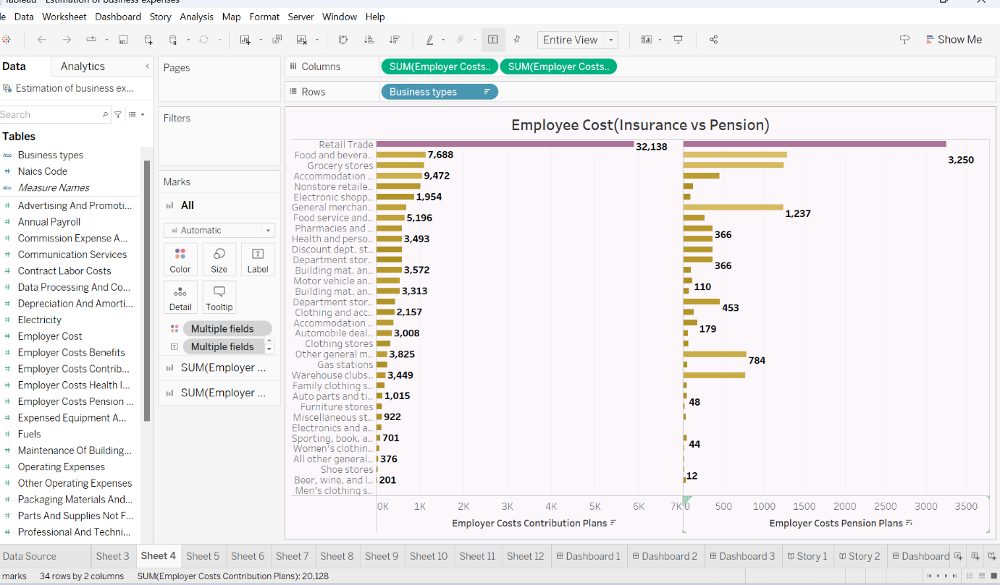 Tableau - Estimation of business expenses
le Data Worksheet Dashboard Story Analysis Map Format Server Window Help
Entire View
Show Me
Data Analytics
Pages
Columns SUM(Employer Costs.. SUM(Employer Costs..
Estimation of business ex...
Rows Business types
Search
Filters
Tables
Abc Business types
# Naics Code
Abc Measure Names
# Advertising And Promoti...
# Annual Payroll
# Commission Expense A...
# Communication Services
# Contract Labor Costs
# Data Processing And Co...
# Depreciation And Amorti...
# Electricity
# Employer Cost
# Employer Costs Benefits
# Employer Costs Contrib...
# Employer Costs Health I...
# Employer Costs Pension ...
# Expensed Equipment A...
# Fuels
# Maintenance Of Building...
# Operating Expenses
# Other Operating Expenses
# Packaging Materials And...
# Parts And Supplies Not F...
# Professional And Techni...
Marks
All
Automatic
Color Size Label
Detail Tooltip
Multiple fields
Multiple fields
SUM(Employer ...
SUM(Employer ...
Employee Cost(Insurance vs Pension)
Retail Trade 32,138
Food and bevera.. 7,688 3,250
Grocery stores
Accommodation .. 9,472
Nonstore retaile..
Electronic shopp.. 1,954
General merchan.. 1,237
Food service and.. 5,196
Pharmacies and ..
Health and perso.. 3,493 366
Discount dept. st..
Department stor.. 366
Building mat. an.. 3,572
Motor vehicle an..
Building mat. an.. 3,313 110
Department stor..
Clothing and acc.. 2,157 453
Accommodation ..
Automobile deal.. 3,008 179
Clothing stores
Other general m.. 3,825 784
Gas stations
Warehouse clubs.. 3,449
Family clothing s..
Auto parts and ti.. 1,015 48
Furniture stores
Miscellaneous st.. 922
Electronics and a..
Sporting, book, a.. 701
Women's clothin.. 44
All other general.. 376
Shoe stores
Beer, wine, and l.. 201 12
Men's clothing s..
0K 1K 2K 3K 4K 5K 6K 7K 0 500 1000 1500 2000 2500 3000 3500
Employer Costs Contribution Plans Employer Costs Pension Plans
Data Source Sheet 3 Sheet 4 Sheet 5 Sheet 6 Sheet 7 Sheet 8 Sheet 9 Sheet 10 Sheet 11 Sheet 12 Dashboard 1 Dashboard 2 Dashboard 3 Story 1 Story 2 Dashboard
marks 34 rows by 2 columns SUM(Employer Costs Contribution Plans): 20,128